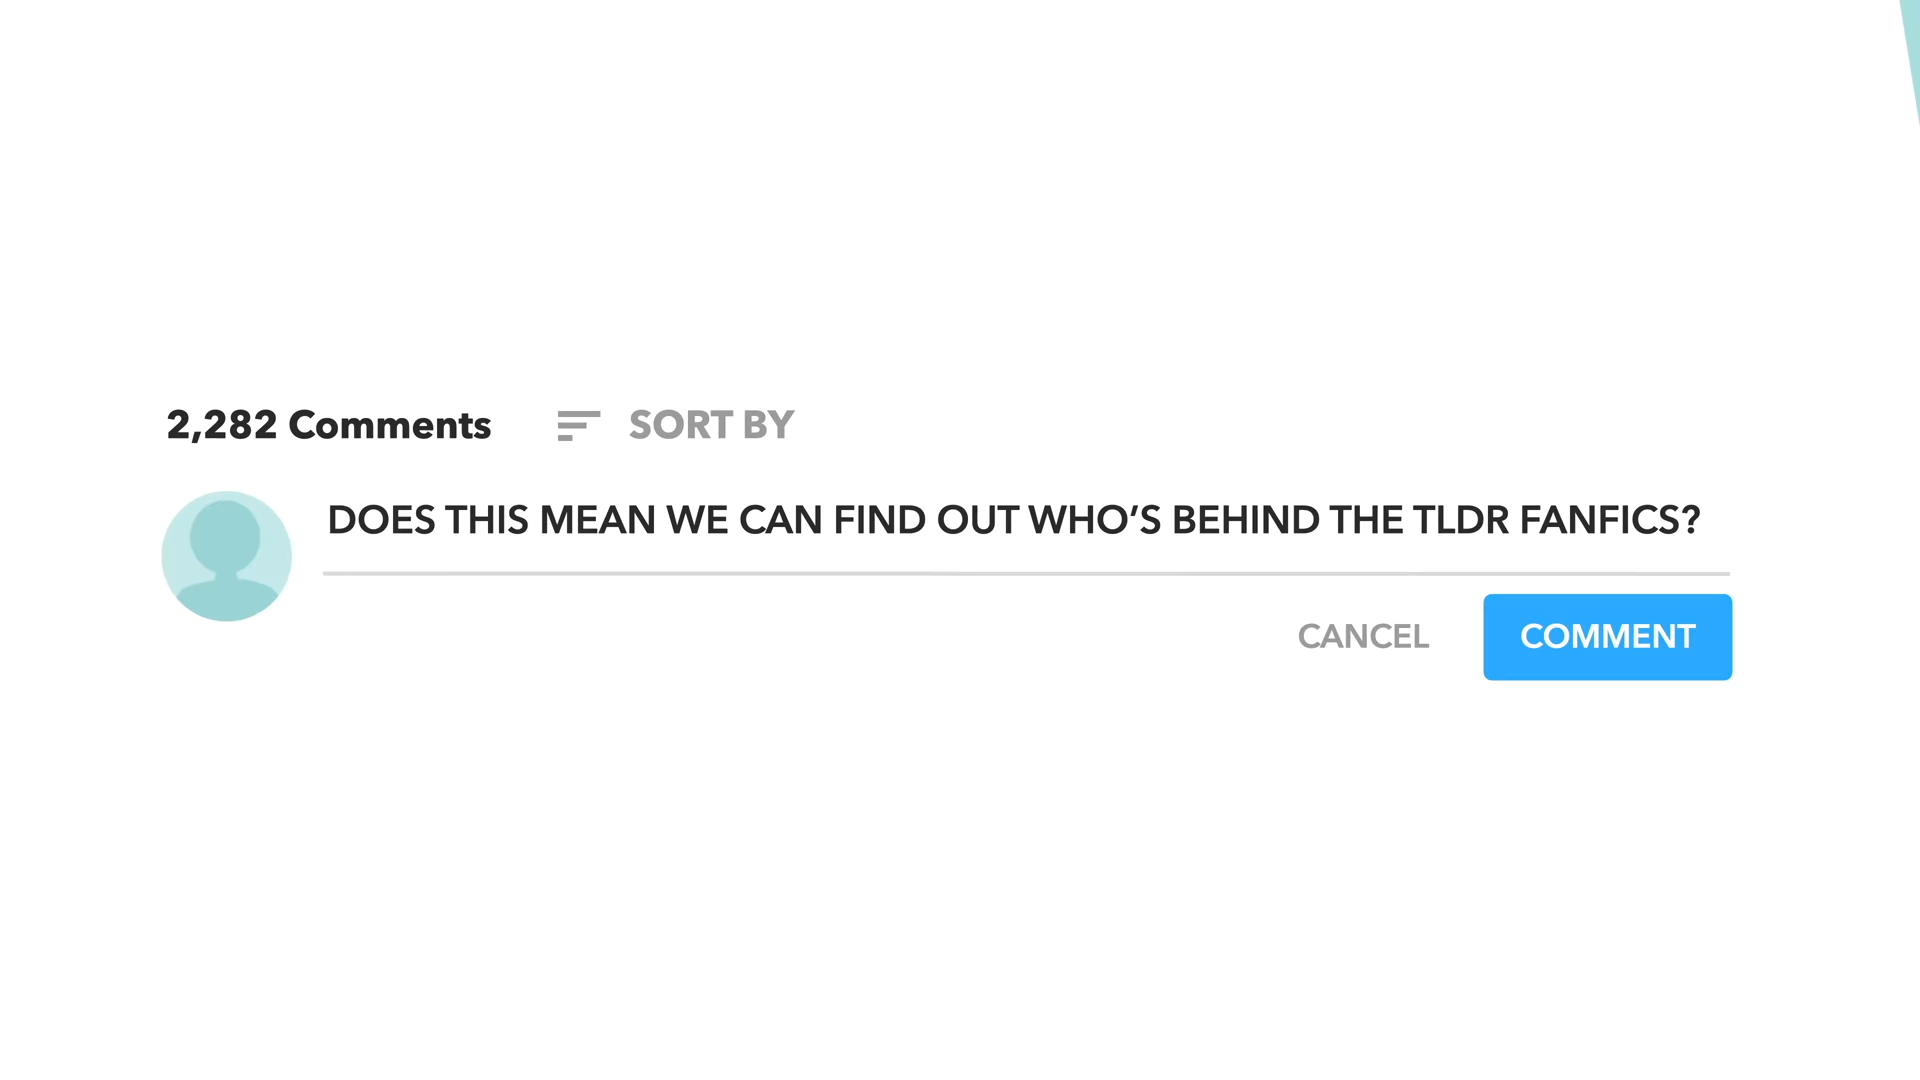 2,282 Comments SORT BY
DOES THIS MEAN WE CAN FIND OUT WHO’S BEHIND THE TLDR FANFICS?
CANCEL COMMENT